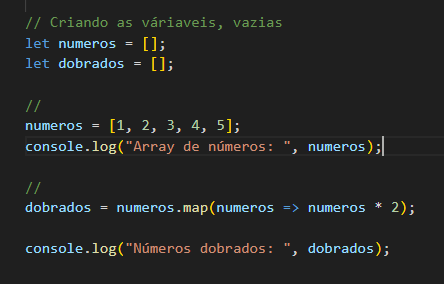 // Criando as váriaveis, vazias
let numeros = [];
let dobrados = [];
//
numeros = [1, 2, 3, 4, 5];
console.log("Array de números: ", numeros);
//
dobrados = numeros.map(numeros => numeros * 2);
console.log("Números dobrados: ", dobrados);